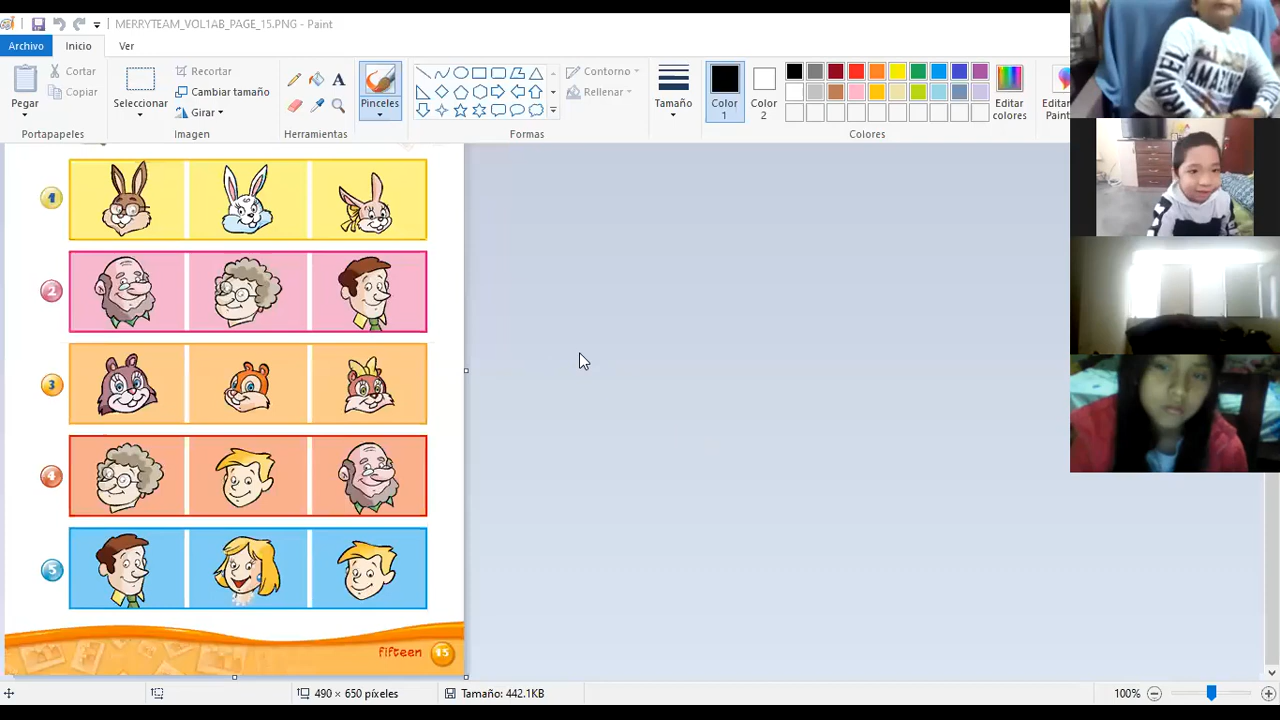 MERRYTEAM_VOL1AB_PAGE_15.PNG - Paint
Archivo Inicio Ver
Pegar
Cortar
Copiar
Portapapeles
Seleccionar
Recortar
Cambiar tamaño
Girar
Imagen
A
Herramientas
Pinceles
Contorno
Rellenar
Formas
Tamaño
Color 1
Color 2
Editar colores
Editar
Paint
Colores
1
2
3
4
5
fifteen 15
490 × 650 píxeles
Tamaño: 442.1KB
100%